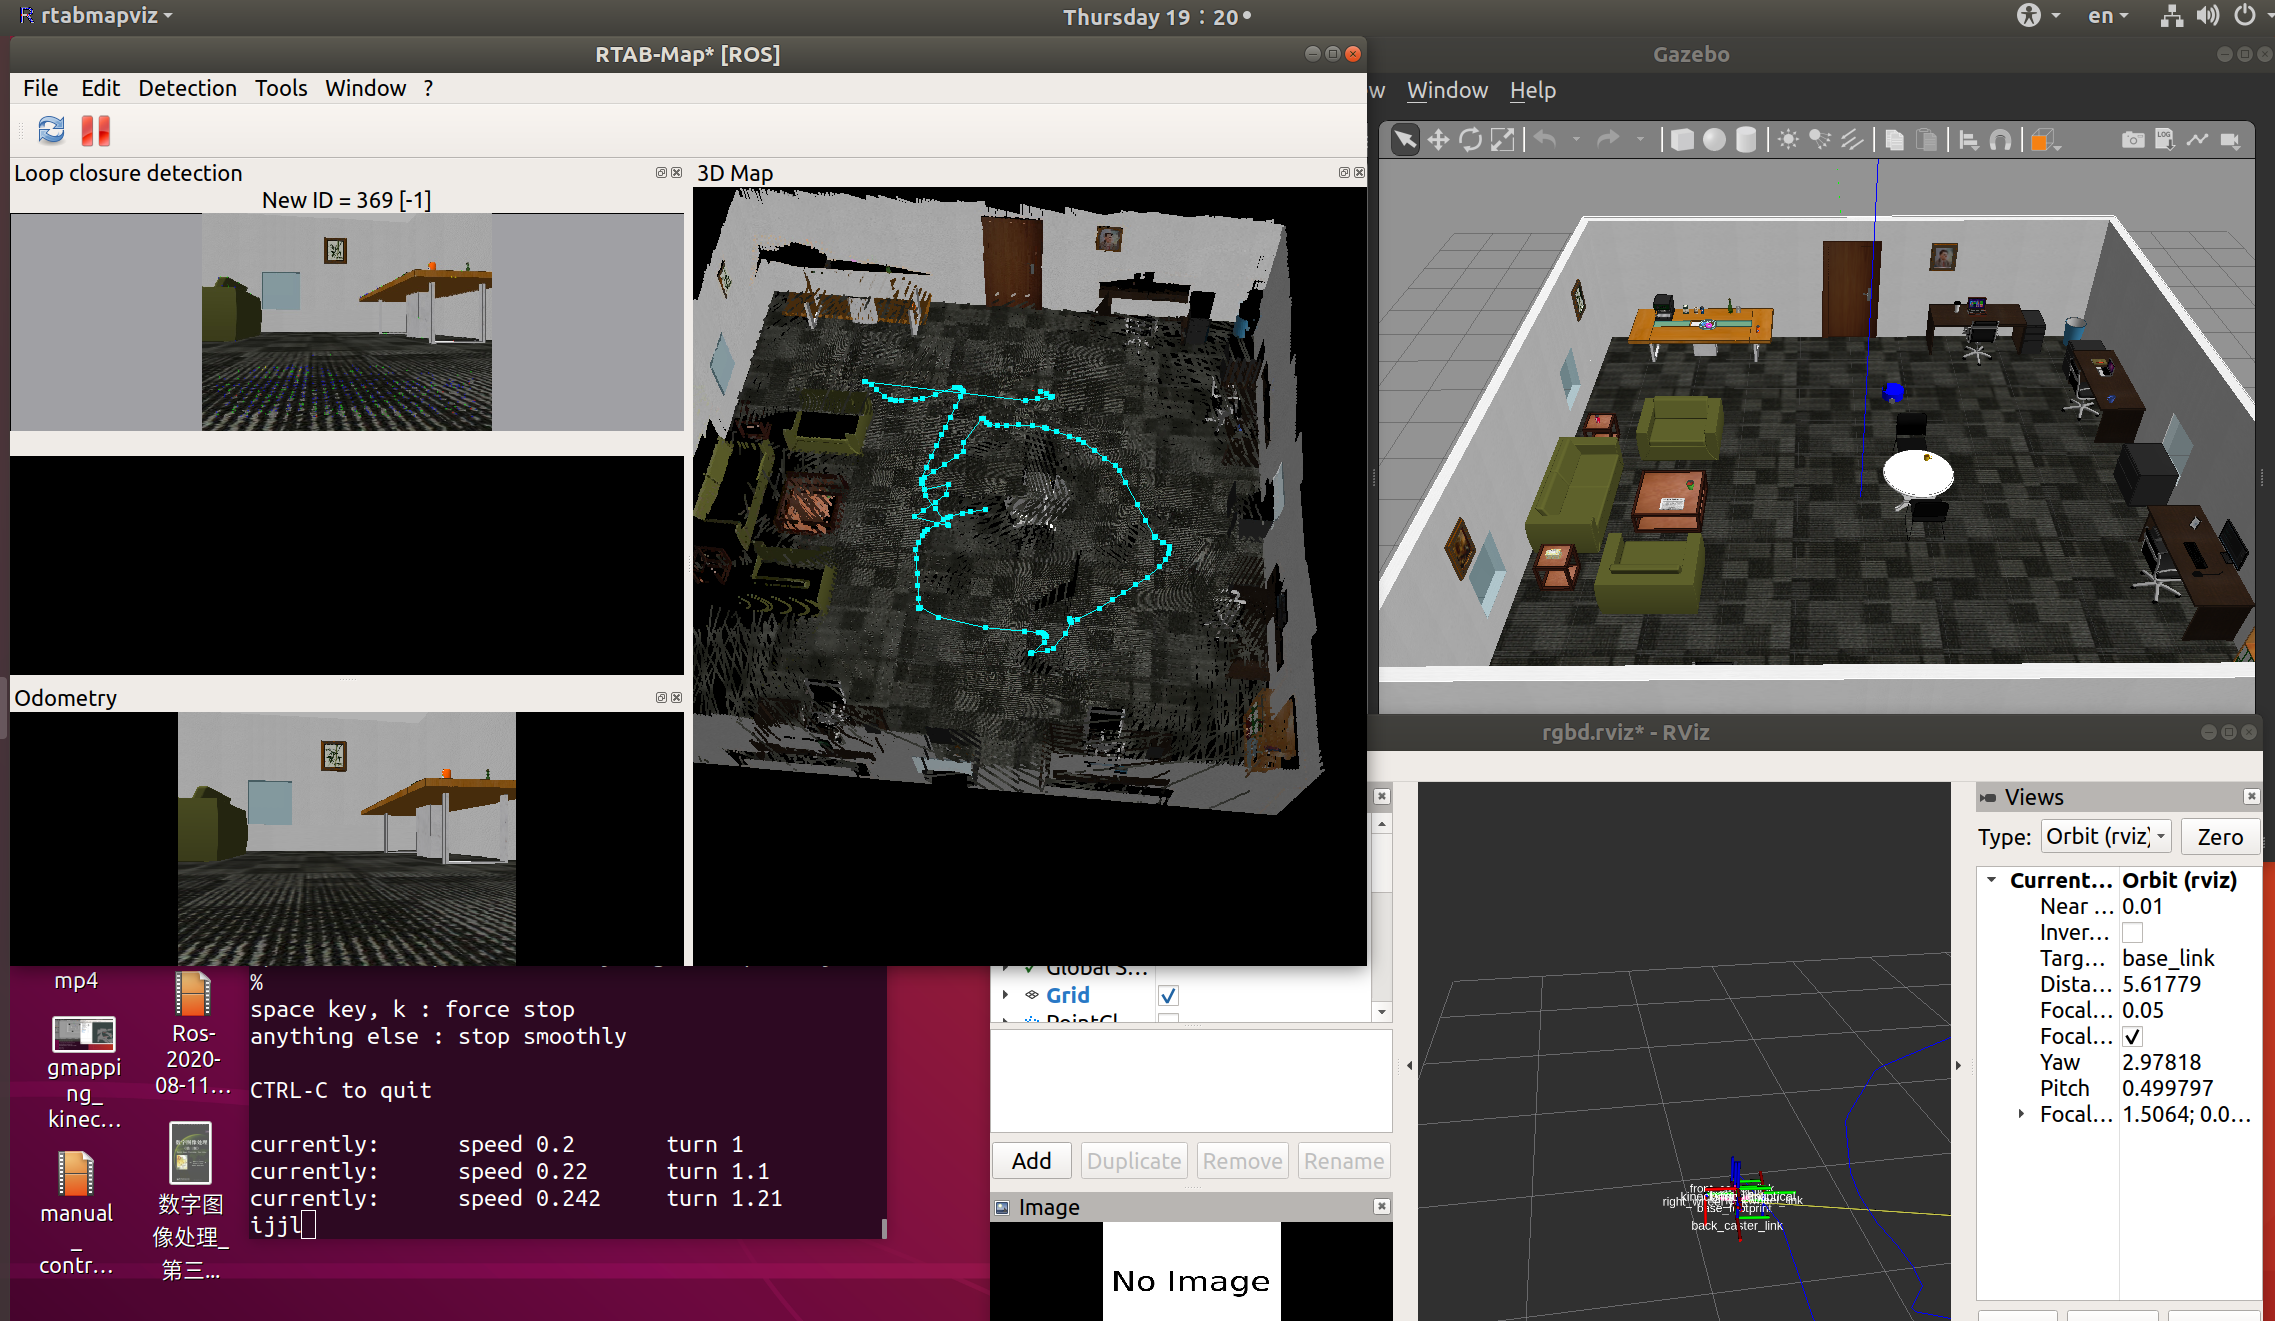 rtabmapviz
Thursday 19：20
en
RTAB-Map* [ROS]
File Edit Detection Tools Window ?
Loop closure detection
New ID = 369 [-1]
3D Map
Odometry
Gazebo
w Window Help
LOG
rgbd.rviz* - RViz
Views
Type: Orbit (rviz) Zero
Current... Orbit (rviz)
Near ... 0.01
Inver...
Targ... base_link
Dista... 5.61779
Focal... 0.05
Focal...
Yaw 2.97818
Pitch 0.499797
Focal... 1.5064; 0.0...
Global S...
Grid
PointCl
Add Duplicate Remove Rename
Image
No Image
back_caster_link
mp4
gmappi
ng_
kinec...
manual
_
contr...
Ros-
2020-
08-11...
数字图
像处理_
第三...
%
space key, k : force stop
anything else : stop smoothly
CTRL-C to quit
currently: speed 0.2 turn 1
currently: speed 0.22 turn 1.1
currently: speed 0.242 turn 1.21
ijjl